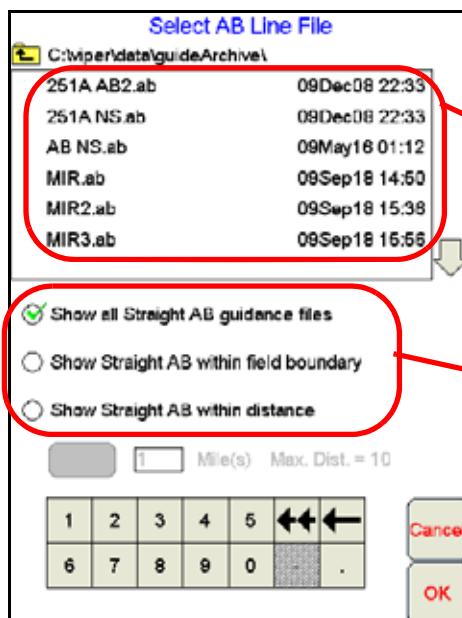 Select AB Line File
C:\viper\data\guideArchive\
251A AB2.ab 09Dec08 22:33
251A NS.ab 09Dec08 22:33
AB NS.ab 09May16 01:12
MIR.ab 09Sep18 14:50
MIR2.ab 09Sep18 15:38
MIR3.ab 09Sep18 15:56
Show all Straight AB guidance files
Show Straight AB within field boundary
Show Straight AB within distance
1 Mile(s) Max. Dist. = 10
1 2 3 4 5
6 7 8 9 0 - .
Cancel
OK